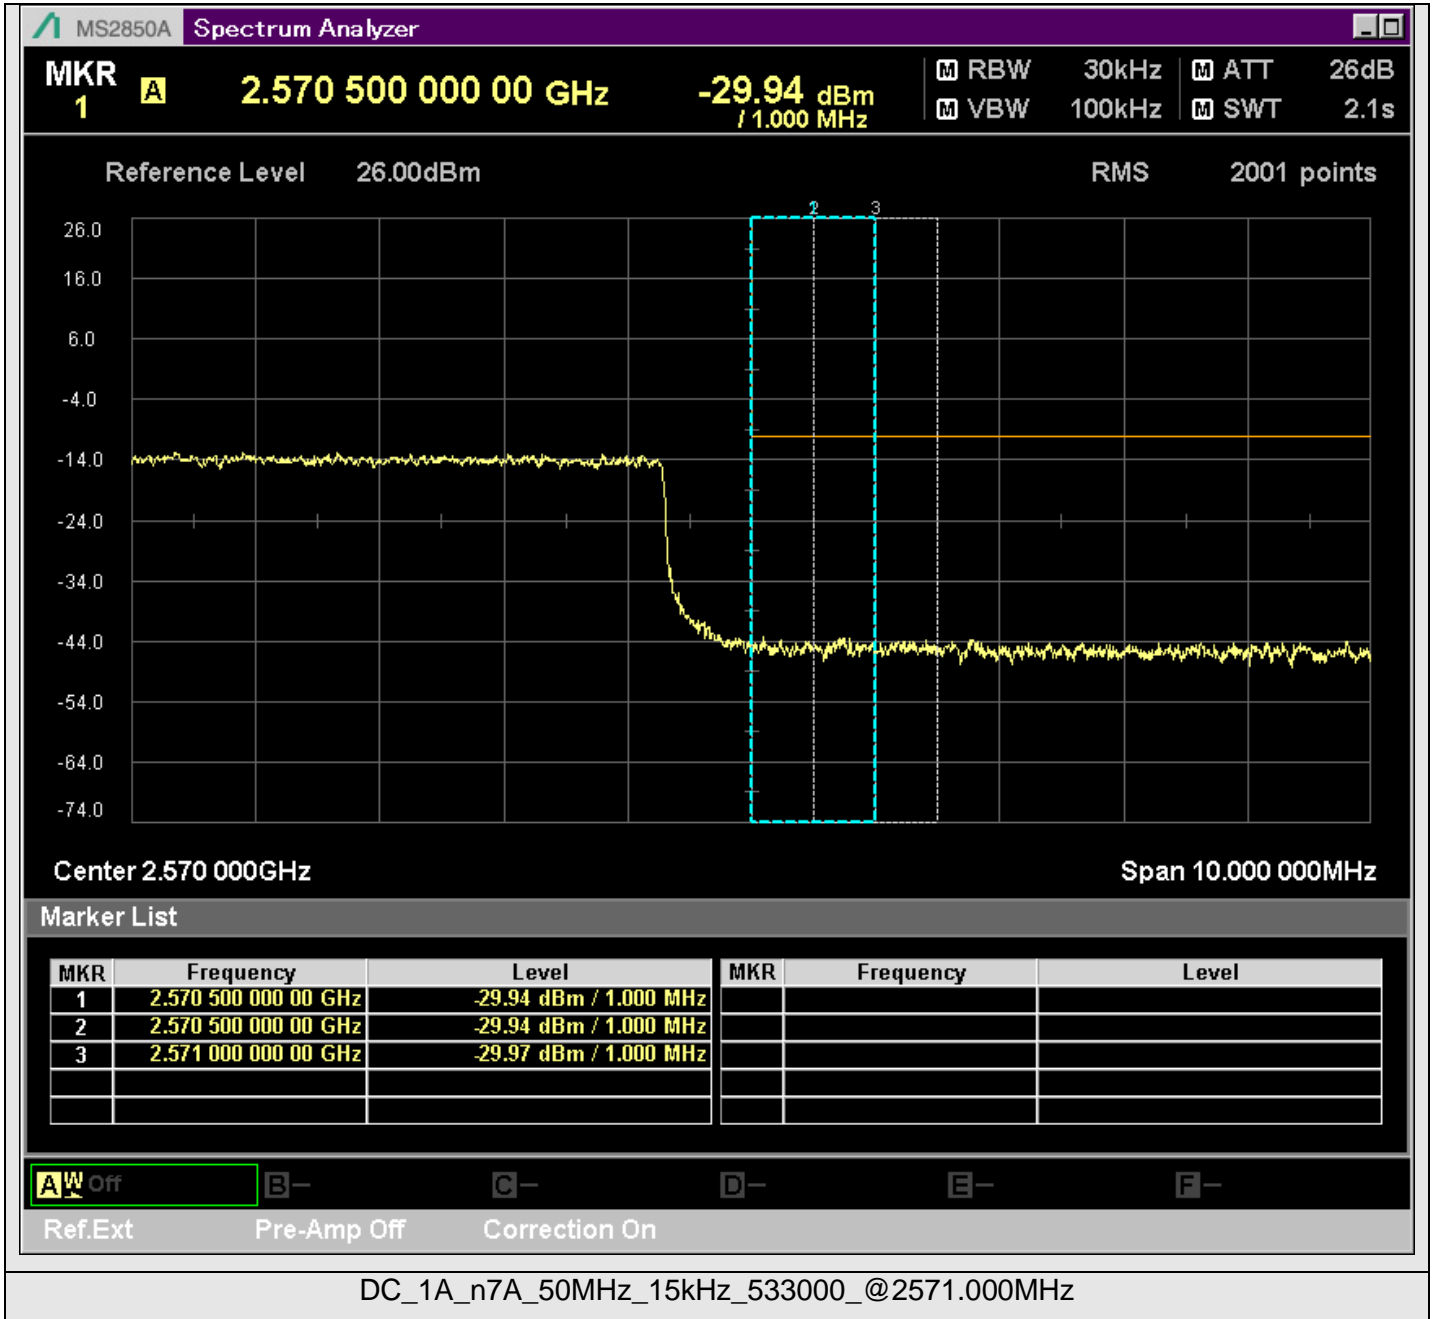 MS2850A Spectrum Analyzer
MKR 1 A 2.570 500 000 00 GHz -29.94 dBm / 1.000 MHz
M RBW 30kHz M ATT 26dB
M VBW 100kHz M SWT 2.1s
Reference Level 26.00dBm RMS 2001 points
2 3
26.0
16.0
6.0
-4.0
-14.0
-24.0
-34.0
-44.0
-54.0
-64.0
-74.0
Center 2.570 000GHz Span 10.000 000MHz
Marker List
MKR Frequency Level MKR Frequency Level
1 2.570 500 000 00 GHz -29.94 dBm / 1.000 MHz
2 2.570 500 000 00 GHz -29.94 dBm / 1.000 MHz
3 2.571 000 000 00 GHz -29.97 dBm / 1.000 MHz
A W Off B - C - D - E - F -
Ref.Ext Pre-Amp Off Correction On
DC_1A_n7A_50MHz_15kHz_533000_@2571.000MHz